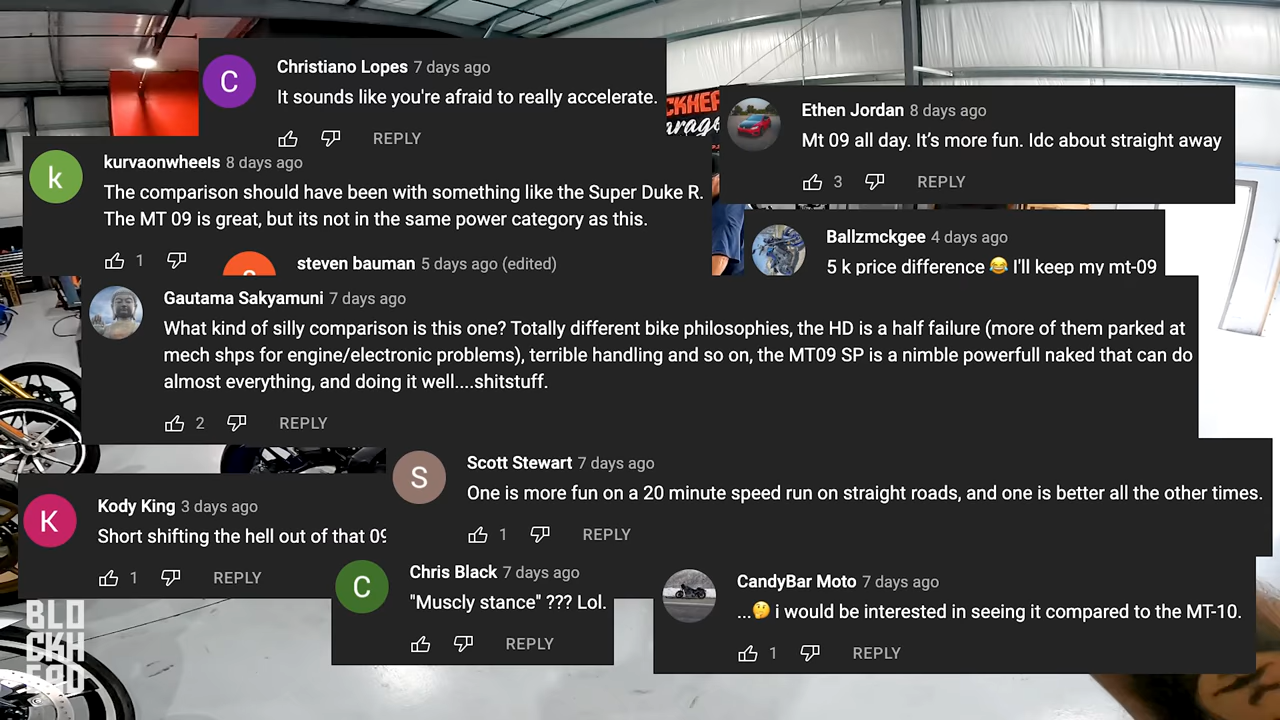 C
Christiano Lopes 7 days ago
It sounds like you're afraid to really accelerate.
REPLY
Ethen Jordan 8 days ago
Mt 09 all day. It’s more fun. Idc about straight away
3 REPLY
k
kurvaonwheels 8 days ago
The comparison should have been with something like the Super Duke R.
The MT 09 is great, but its not in the same power category as this.
1
Ballzmckgee 4 days ago
5 k price difference 😂 I'll keep my mt-09
steven bauman 5 days ago (edited)
Gautama Sakyamuni 7 days ago
What kind of silly comparison is this one? Totally different bike philosophies, the HD is a half failure (more of them parked at
mech shps for engine/electronic problems), terrible handling and so on, the MT09 SP is a nimble powerfull naked that can do
almost everything, and doing it well....shitstuff.
2 REPLY
S
Scott Stewart 7 days ago
One is more fun on a 20 minute speed run on straight roads, and one is better all the other times.
1 REPLY
K
Kody King 3 days ago
Short shifting the hell out of that 09
1 REPLY
C
Chris Black 7 days ago
"Muscly stance" ??? Lol.
REPLY
CandyBar Moto 7 days ago
...🤔 i would be interested in seeing it compared to the MT-10.
1 REPLY
BLO
CKH
EAD